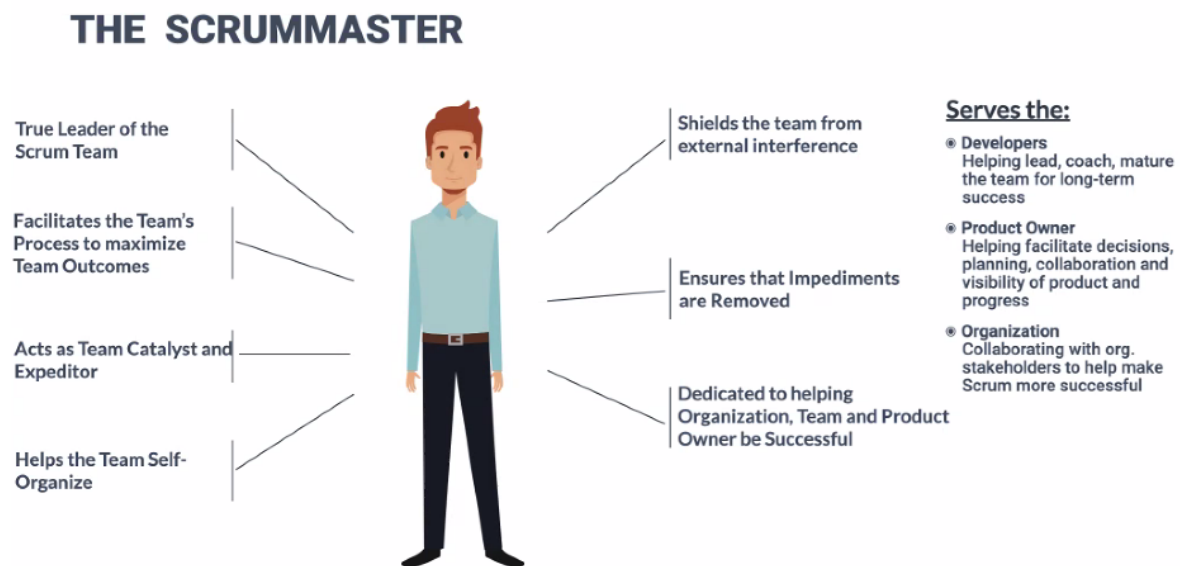 THE SCRUMMASTER
True Leader of the
Scrum Team
Facilitates the Team's
Process to maximize
Team Outcomes
Acts as Team Catalyst and
Expeditor
Helps the Team Self-
Organize
Shields the team from
external interference
Ensures that Impediments
are Removed
Dedicated to helping
Organization, Team and Product
Owner be Successful
Serves the:
Developers
Helping lead, coach, mature
the team for long-term
success
Product Owner
Helping facilitate decisions,
planning, collaboration and
visibility of product and
progress
Organization
Collaborating with org.
stakeholders to help make
Scrum more successful